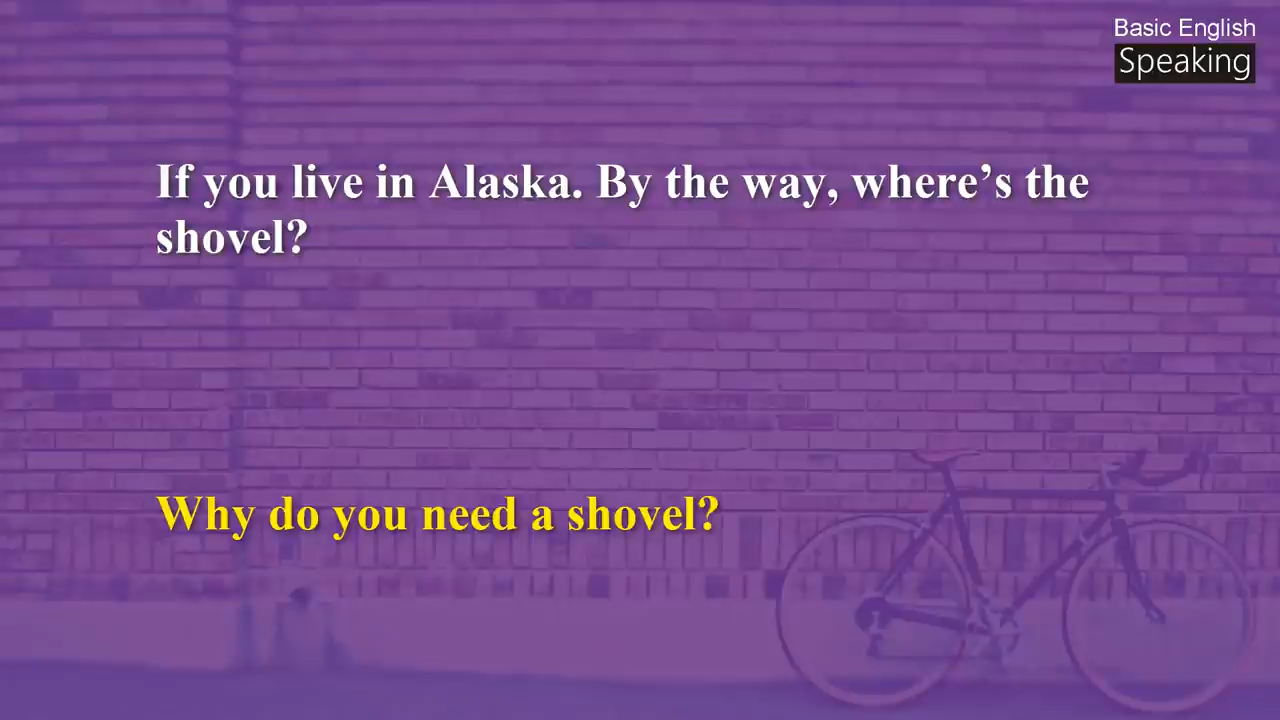 Basic English
Speaking
If you live in Alaska. By the way, where’s the
shovel?
Why do you need a shovel?